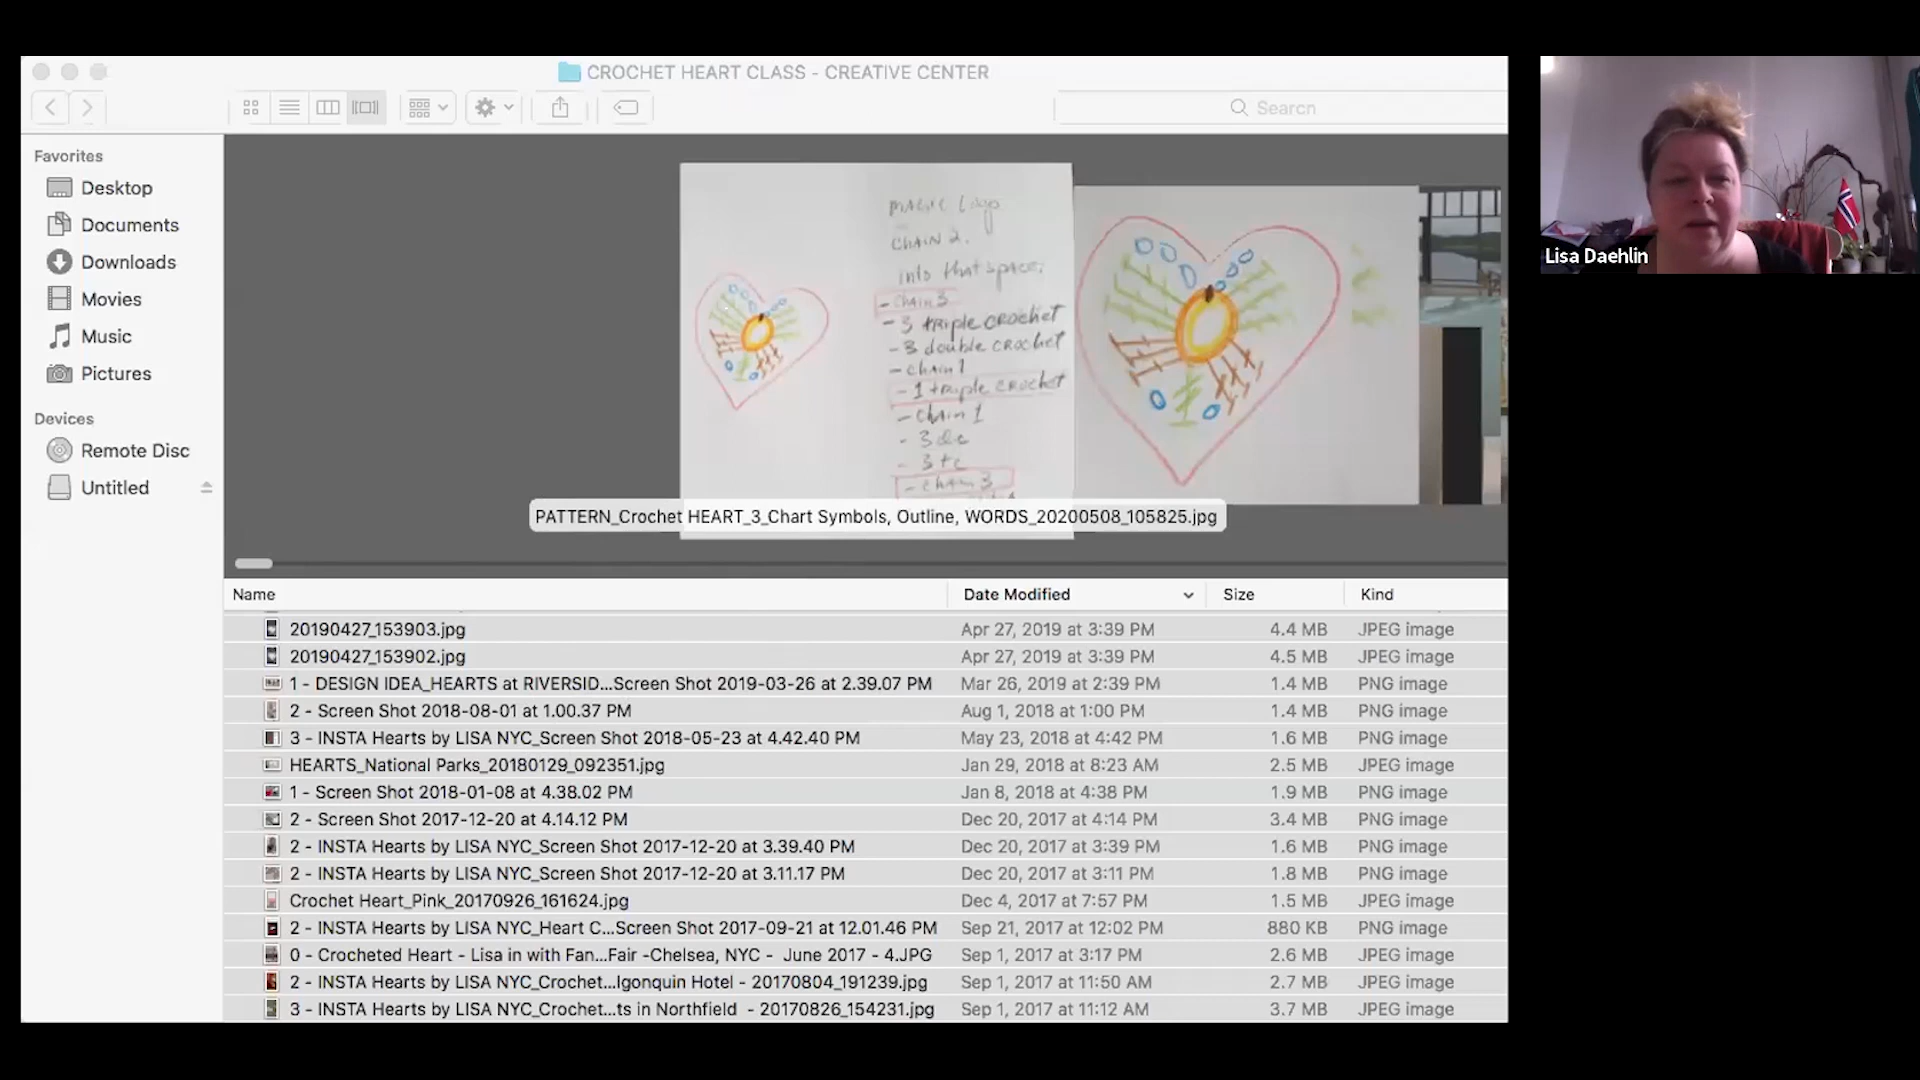 CROCHET HEART CLASS - CREATIVE CENTER
Search
Favorites
Desktop
Documents
Downloads
Movies
Music
Pictures
Devices
Remote Disc
Untitled
MAGIC Loop
CHAIN 2.
into that space:
- chain 3
- 3 triple crochet
- 3 double crochet
- chain 1
- 1 triple crochet
- chain 1
- 3 dc
- 3 tc
- chain 3
PATTERN_Crochet HEART_3_Chart Symbols, Outline, WORDS_20200508_105825.jpg
Lisa Daehlin
Name Date Modified Size Kind
20190427_153903.jpg Apr 27, 2019 at 3:39 PM 4.4 MB JPEG image
20190427_153902.jpg Apr 27, 2019 at 3:39 PM 4.5 MB JPEG image
1 - DESIGN IDEA_HEARTS at RIVERSID...Screen Shot 2019-03-26 at 2.39.07 PM Mar 26, 2019 at 2:39 PM 1.4 MB PNG image
2 - Screen Shot 2018-08-01 at 1.00.37 PM Aug 1, 2018 at 1:00 PM 1.4 MB PNG image
3 - INSTA Hearts by LISA NYC_Screen Shot 2018-05-23 at 4.42.40 PM May 23, 2018 at 4:42 PM 1.6 MB PNG image
HEARTS_National Parks_20180129_092351.jpg Jan 29, 2018 at 8:23 AM 2.5 MB JPEG image
1 - Screen Shot 2018-01-08 at 4.38.02 PM Jan 8, 2018 at 4:38 PM 1.9 MB PNG image
2 - Screen Shot 2017-12-20 at 4.14.12 PM Dec 20, 2017 at 4:14 PM 3.4 MB PNG image
2 - INSTA Hearts by LISA NYC_Screen Shot 2017-12-20 at 3.39.40 PM Dec 20, 2017 at 3:39 PM 1.6 MB PNG image
2 - INSTA Hearts by LISA NYC_Screen Shot 2017-12-20 at 3.11.17 PM Dec 20, 2017 at 3:11 PM 1.8 MB PNG image
Crochet Heart_Pink_20170926_161624.jpg Dec 4, 2017 at 7:57 PM 1.5 MB JPEG image
2 - INSTA Hearts by LISA NYC_Heart C...Screen Shot 2017-09-21 at 12.01.46 PM Sep 21, 2017 at 12:02 PM 880 KB PNG image
0 - Crocheted Heart - Lisa in with Fan...Fair -Chelsea, NYC - June 2017 - 4.JPG Sep 1, 2017 at 3:17 PM 2.6 MB JPEG image
2 - INSTA Hearts by LISA NYC_Crochet...lgonquin Hotel - 20170804_191239.jpg Sep 1, 2017 at 11:50 AM 2.7 MB JPEG image
3 - INSTA Hearts by LISA NYC_Crochet...ts in Northfield - 20170826_154231.jpg Sep 1, 2017 at 11:12 AM 3.7 MB JPEG image